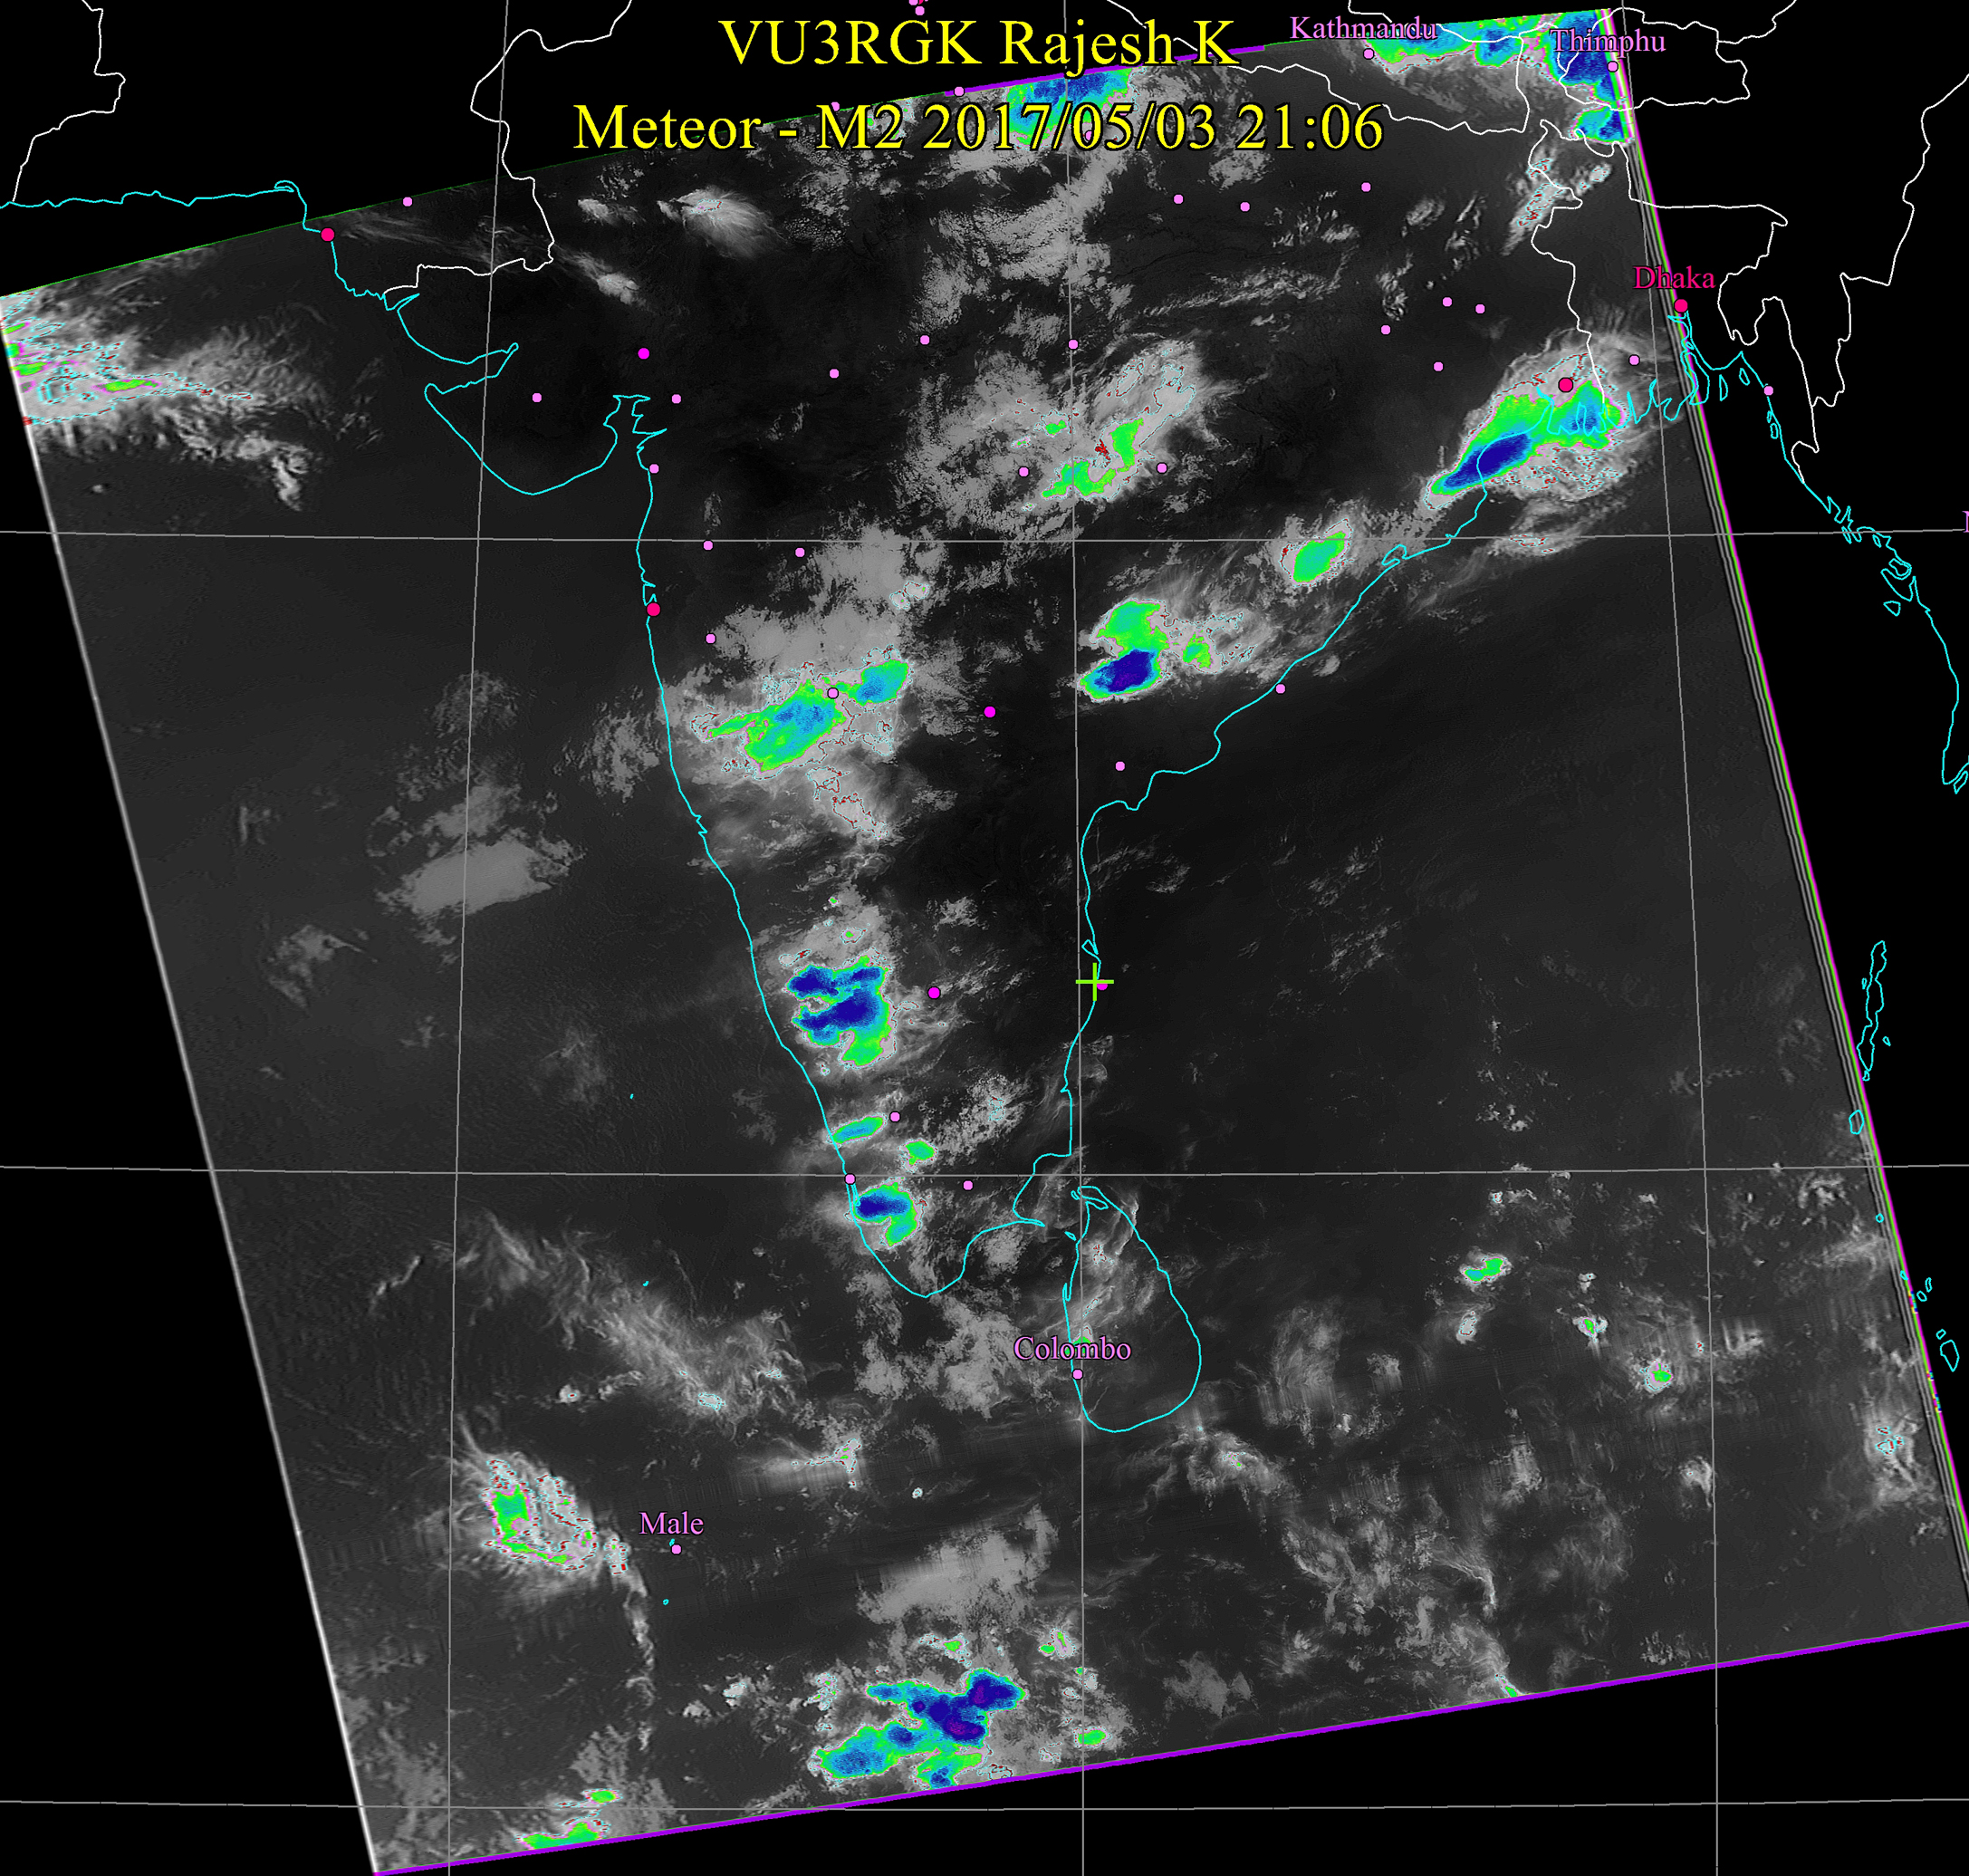 VU3RGK Rajesh K
Kathmandu
Thimphu
Meteor - M2 2017/05/03 21:06
Dhaka
Colombo
Male